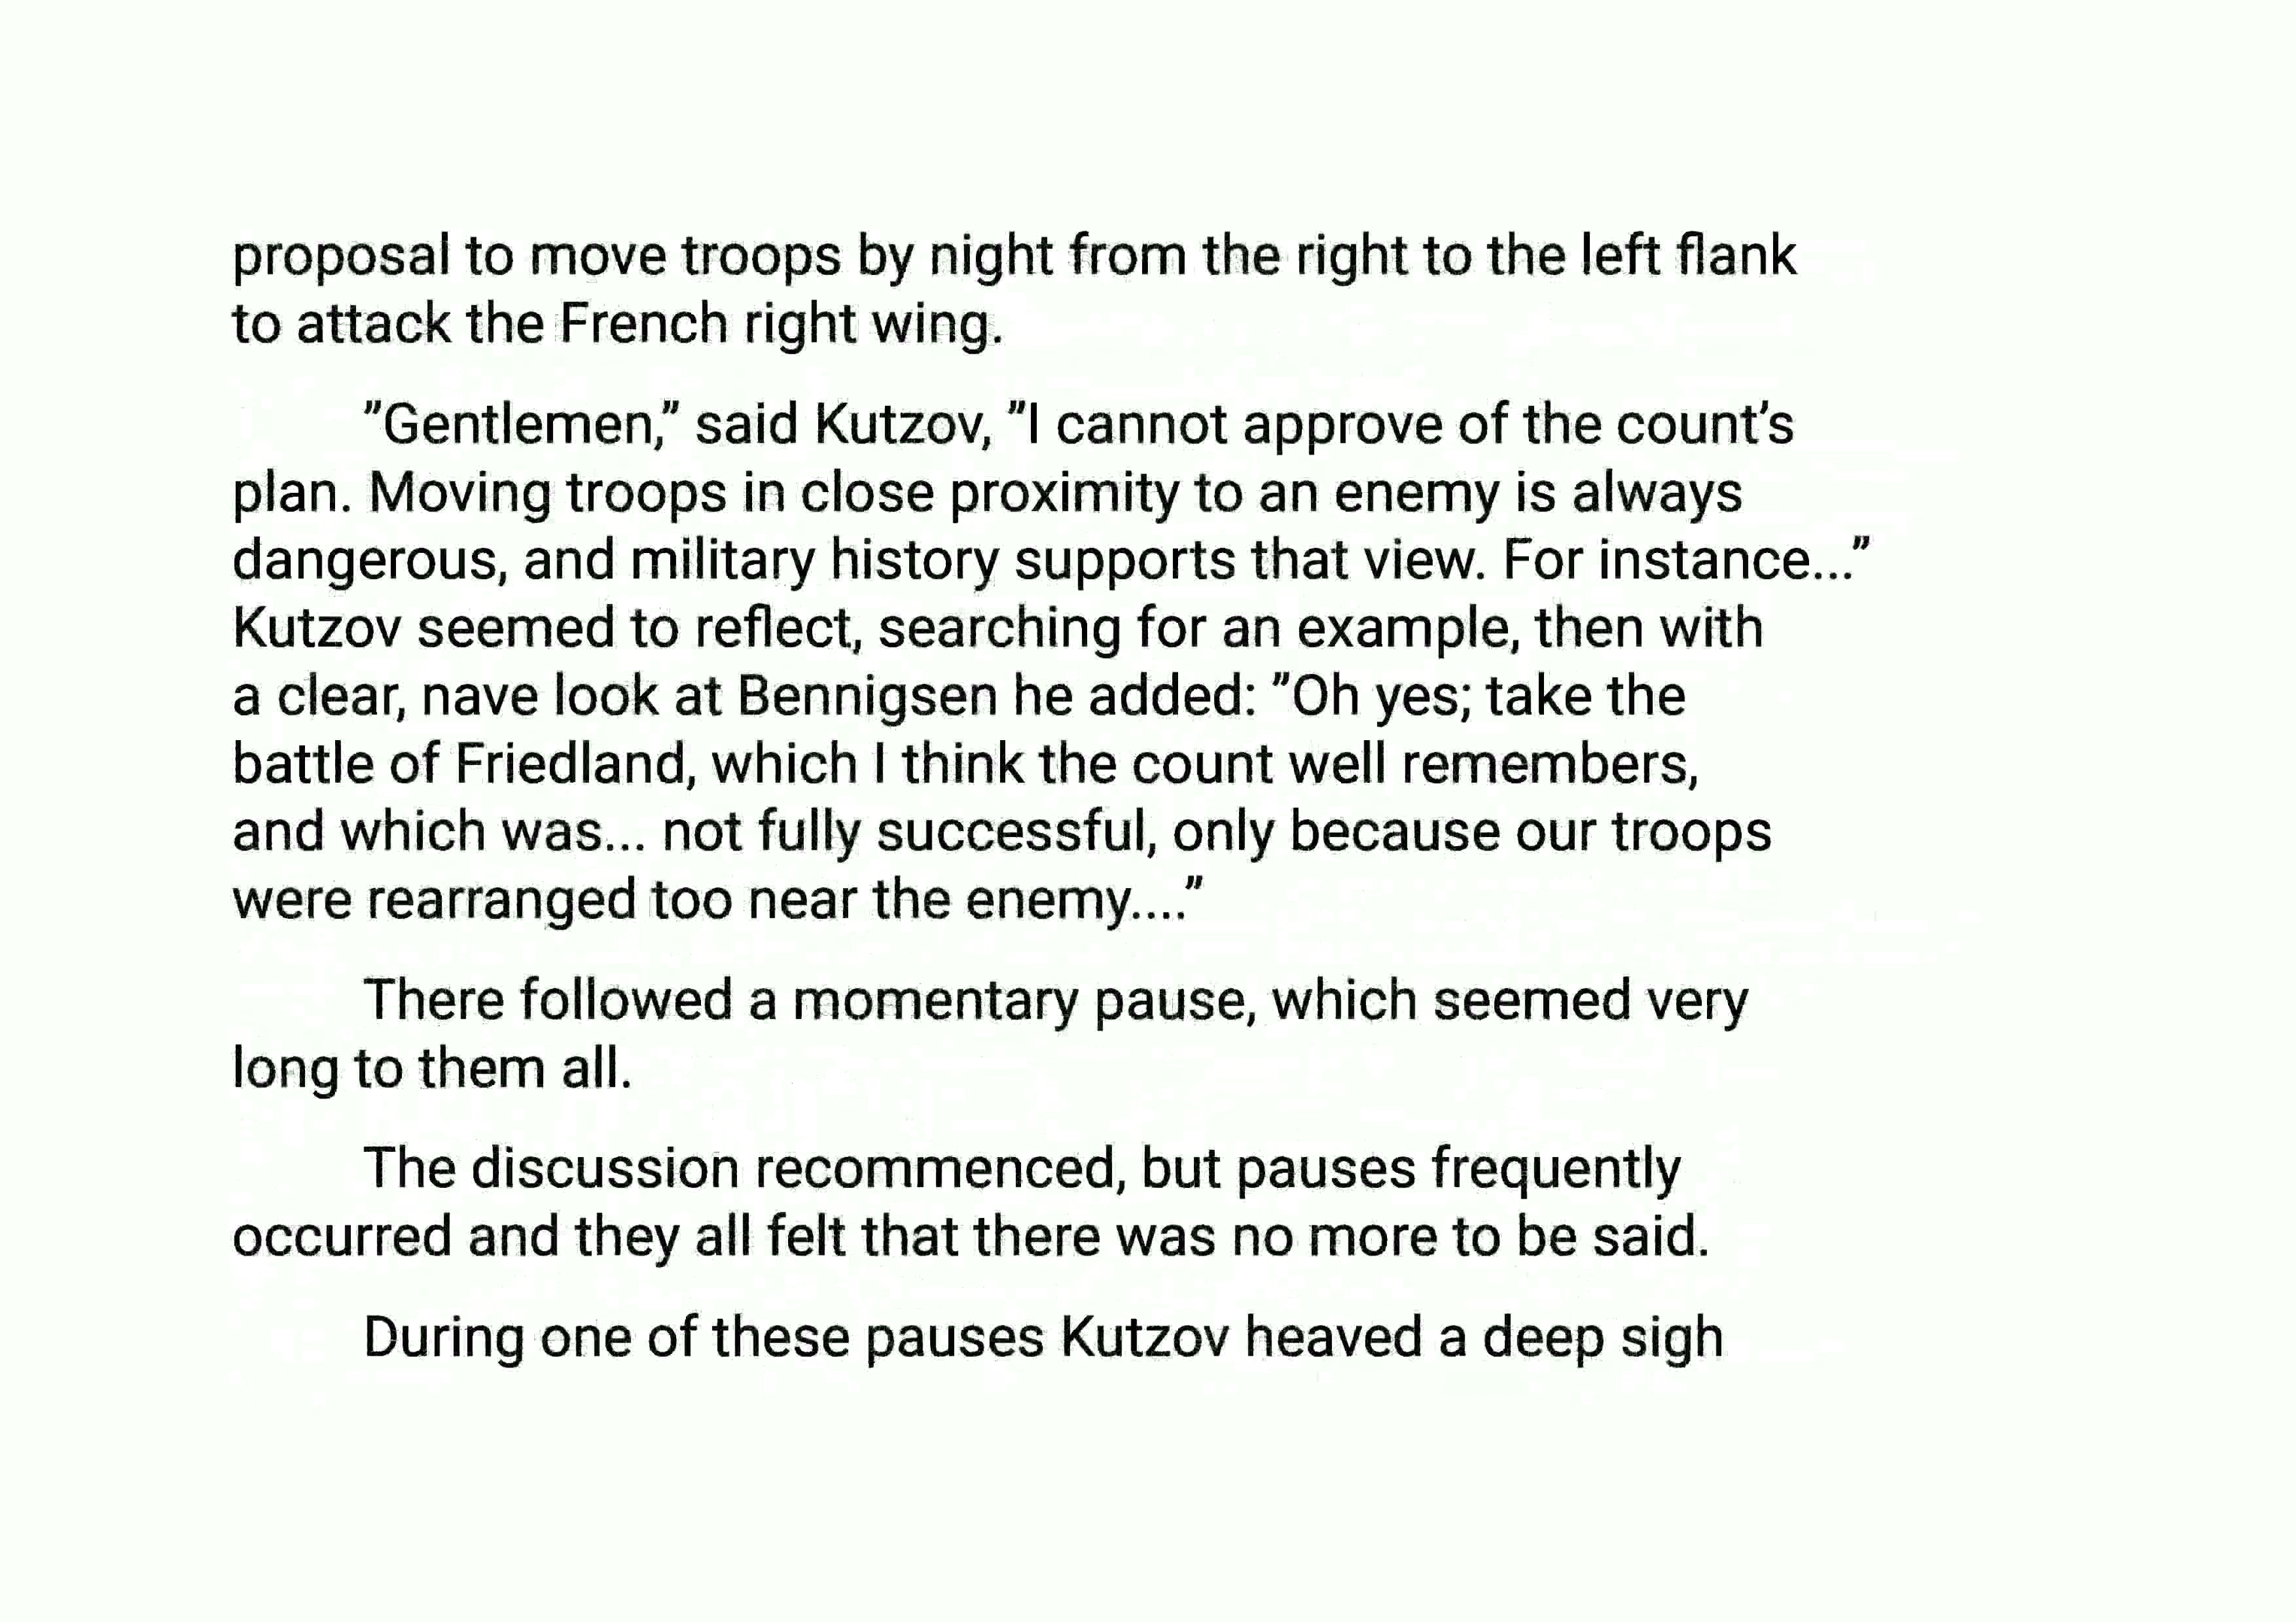 proposal to move troops by night from the right to the left flank
to attack the French right wing.
”Gentlemen,” said Kutzov, ”I cannot approve of the count’s
plan. Moving troops in close proximity to an enemy is always
dangerous, and military history supports that view. For instance...”
Kutzov seemed to reflect, searching for an example, then with
a clear, nave look at Bennigsen he added: ”Oh yes; take the
battle of Friedland, which I think the count well remembers,
and which was... not fully successful, only because our troops
were rearranged too near the enemy....”
There followed a momentary pause, which seemed very
long to them all.
The discussion recommenced, but pauses frequently
occurred and they all felt that there was no more to be said.
During one of these pauses Kutzov heaved a deep sigh